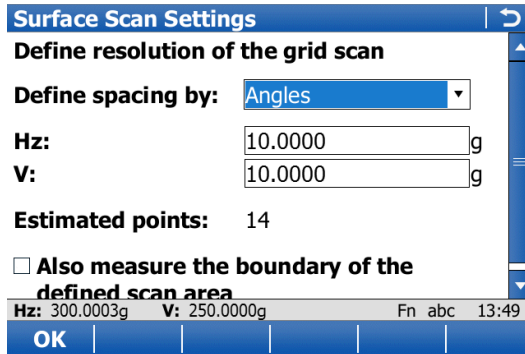 Surface Scan Settings
Define resolution of the grid scan
Define spacing by: Angles
Hz: 10.0000 g
V: 10.0000 g
Estimated points: 14
Also measure the boundary of the
defined scan area
Hz: 300.0003g V: 250.0000g Fn abc 13:49
OK